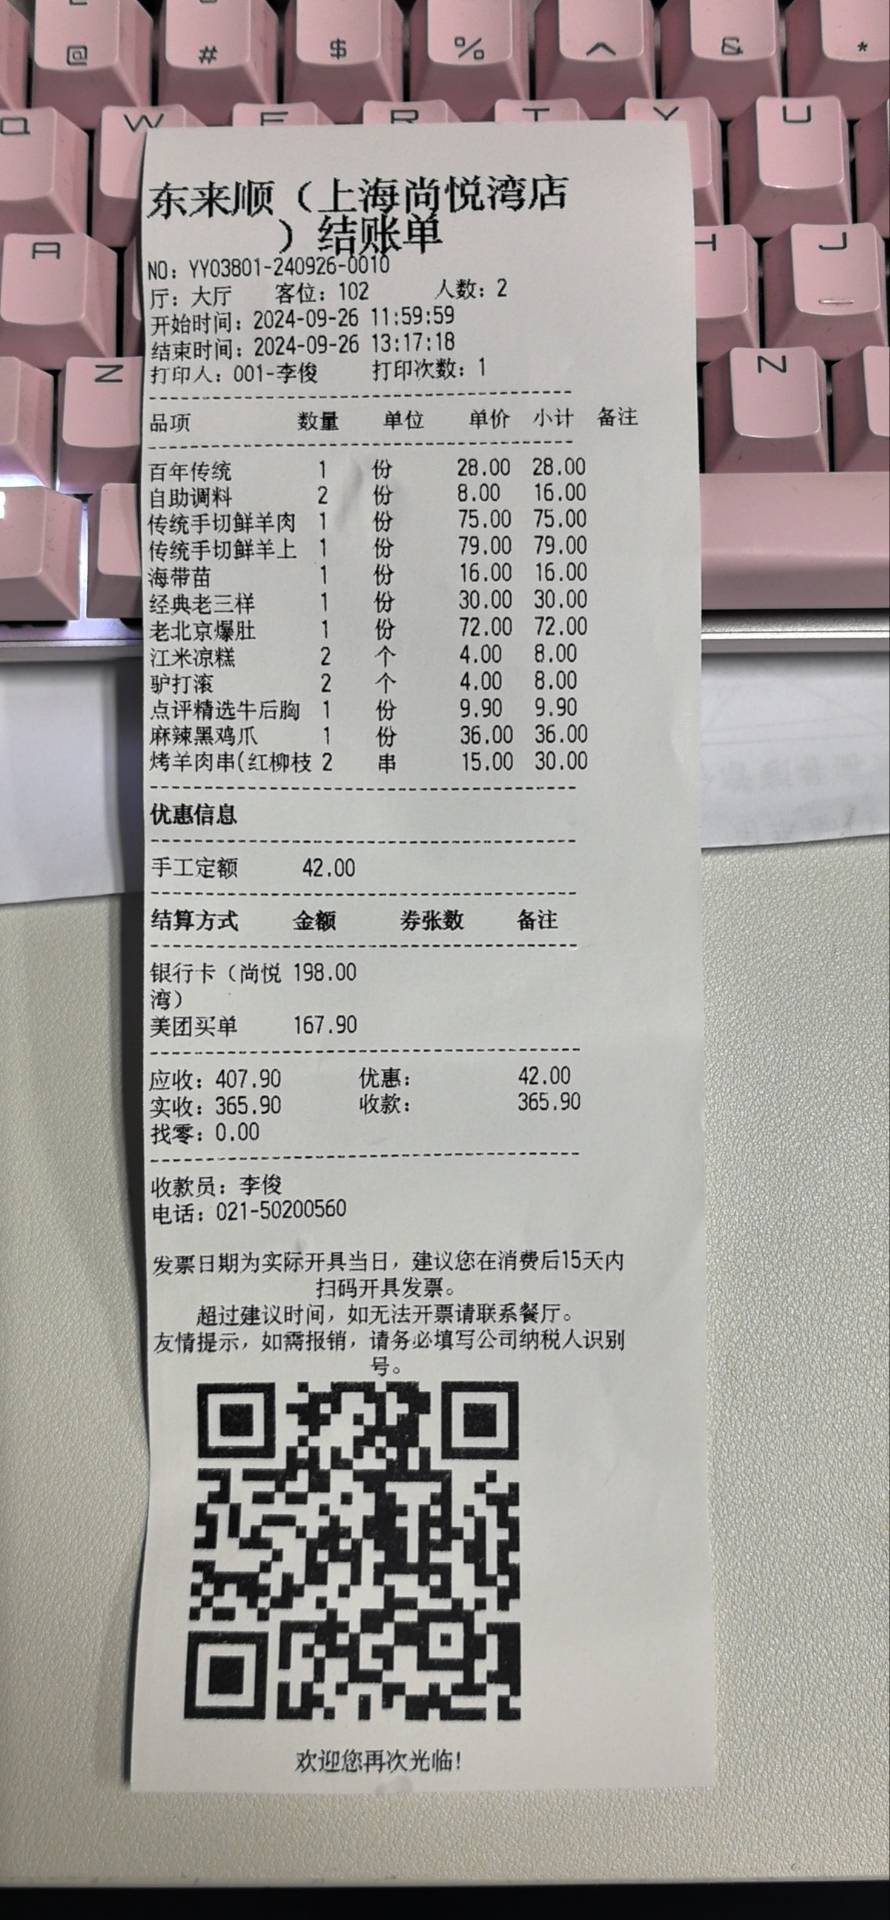 @ # $ % ^ & *
Q W E R T Y U
A H J
Z N
东来顺（上海尚悦湾店
）结账单
NO: YY03801-240926-0010
厅: 大厅 客位: 102 人数: 2
开始时间: 2024-09-26 11:59:59
结束时间: 2024-09-26 13:17:18
打印人: 001-李俊 打印次数: 1
品项 数量 单位 单价 小计 备注
百年传统 1 份 28.00 28.00
自助调料 2 份 8.00 16.00
传统手切鲜羊肉 1 份 75.00 75.00
传统手切鲜羊上 1 份 79.00 79.00
海带苗 1 份 16.00 16.00
经典老三样 1 份 30.00 30.00
老北京爆肚 1 份 72.00 72.00
江米凉糕 2 个 4.00 8.00
驴打滚 2 个 4.00 8.00
点评精选牛后胸 1 份 9.90 9.90
麻辣黑鸡爪 1 份 36.00 36.00
烤羊肉串(红柳枝 2 串 15.00 30.00
优惠信息
手工定额 42.00
结算方式 金额 券张数 备注
银行卡（尚悦 198.00
湾）
美团买单 167.90
应收: 407.90 优惠: 42.00
实收: 365.90 收款: 365.90
找零: 0.00
收款员: 李俊
电话: 021-50200560
发票日期为实际开具当日，建议您在消费后15天内
扫码开具发票。
超过建议时间，如无法开票请联系餐厅。
友情提示，如需报销，请务必填写公司纳税人识别
号。
欢迎您再次光临!